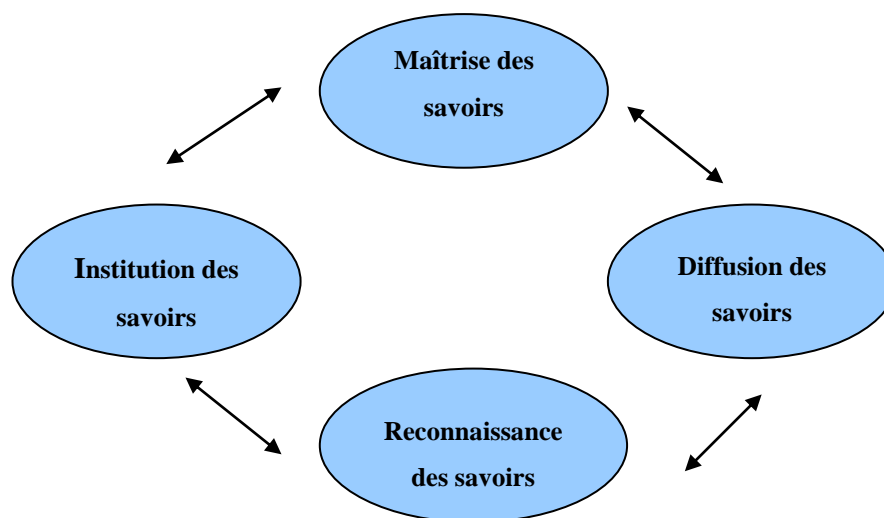 Maîtrise des
savoirs
Institution des
savoirs
Diffusion des
savoirs
Reconnaissance
des savoirs